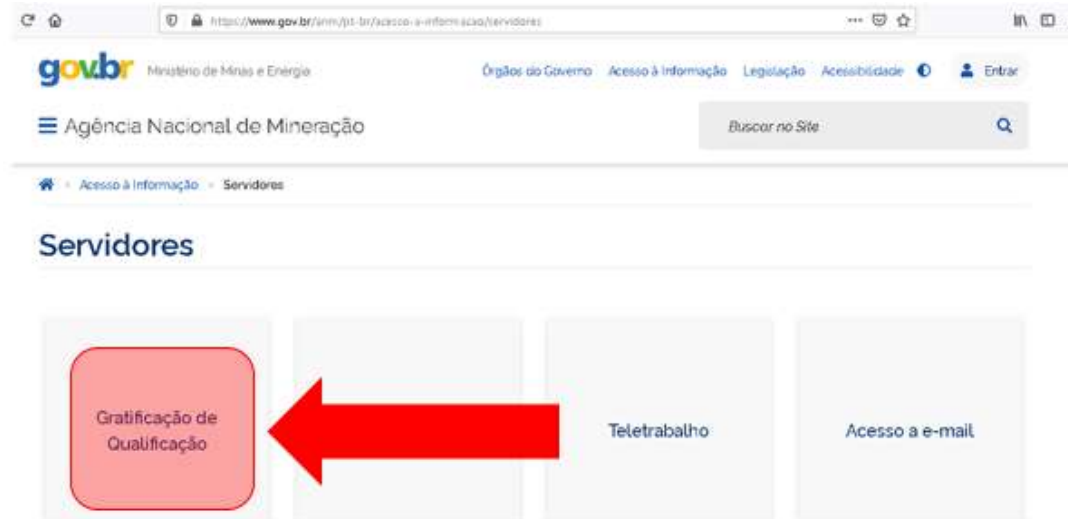 https://www.gov.br/anm/pt-br/acesso-a-informacao/servidores
gov.br Ministério de Minas e Energia Órgãos do Governo Acesso à Informação Legislação Acessibilidade Entrar
Agência Nacional de Mineração Buscar no Site
Acesso à Informação Servidores
Servidores
Gratificação de
Qualificação
Teletrabalho
Acesso a e-mail